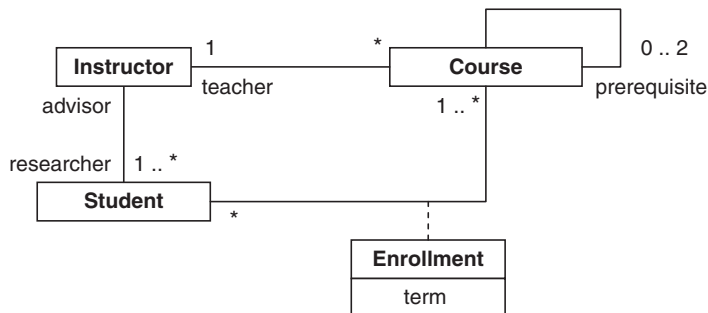 1
*
0 .. 2
Instructor
Course
teacher
prerequisite
advisor
1 .. *
researcher
1 .. *
Student
*
Enrollment
term